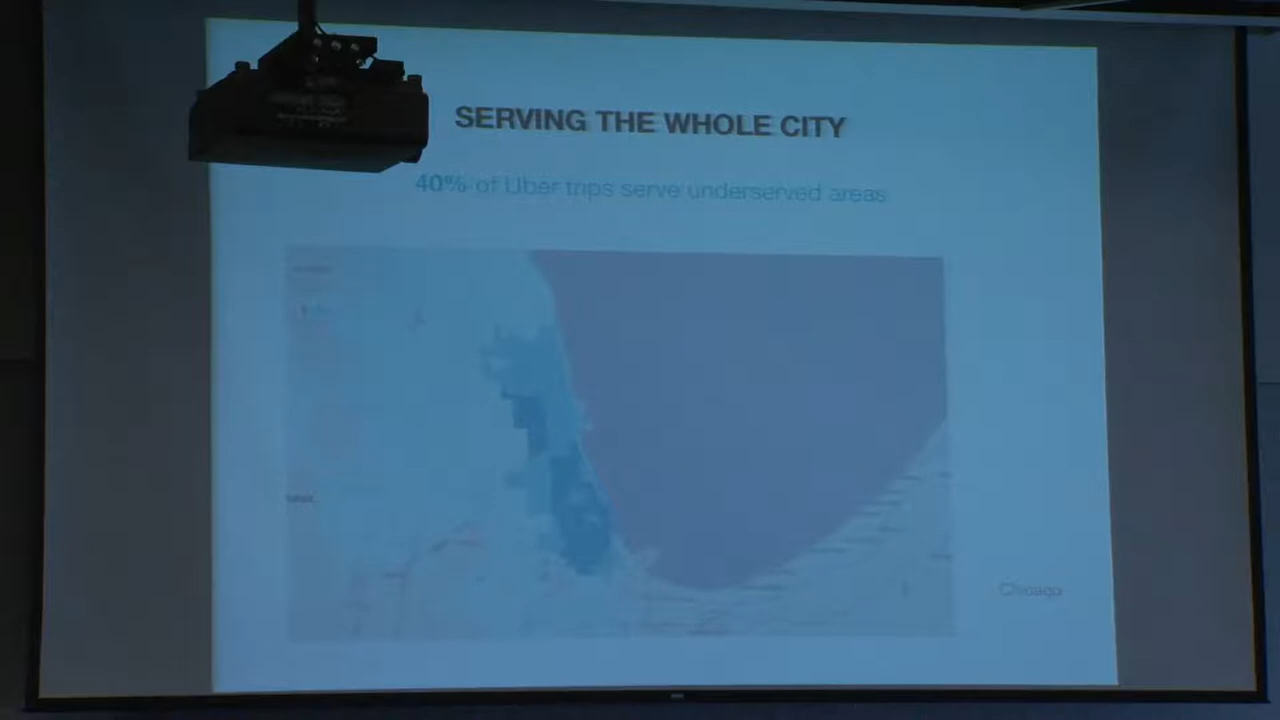 SERVING THE WHOLE CITY
40% of Uber trips serve underserved areas
Chicago